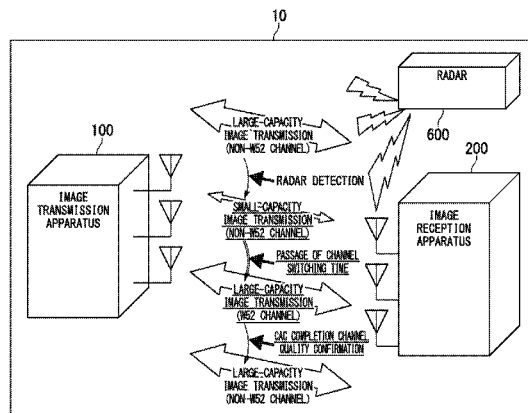 10
RADAR
600
100
200
IMAGE
TRANSMISSION
APPARATUS
LARGE-CAPACITY
IMAGE TRANSMISSION
(NON-W52 CHANNEL)
RADAR DETECTION
SMALL-CAPACITY
IMAGE TRANSMISSION
(NON-W52 CHANNEL)
PASSAGE OF CHANNEL
SWITCHING TIME
LARGE-CAPACITY
IMAGE TRANSMISSION
(W52 CHANNEL)
CAC COMPLETION CHANNEL
QUALITY CONFIRMATION
LARGE-CAPACITY
IMAGE TRANSMISSION
(NON-W52 CHANNEL)
IMAGE
RECEPTION
APPARATUS